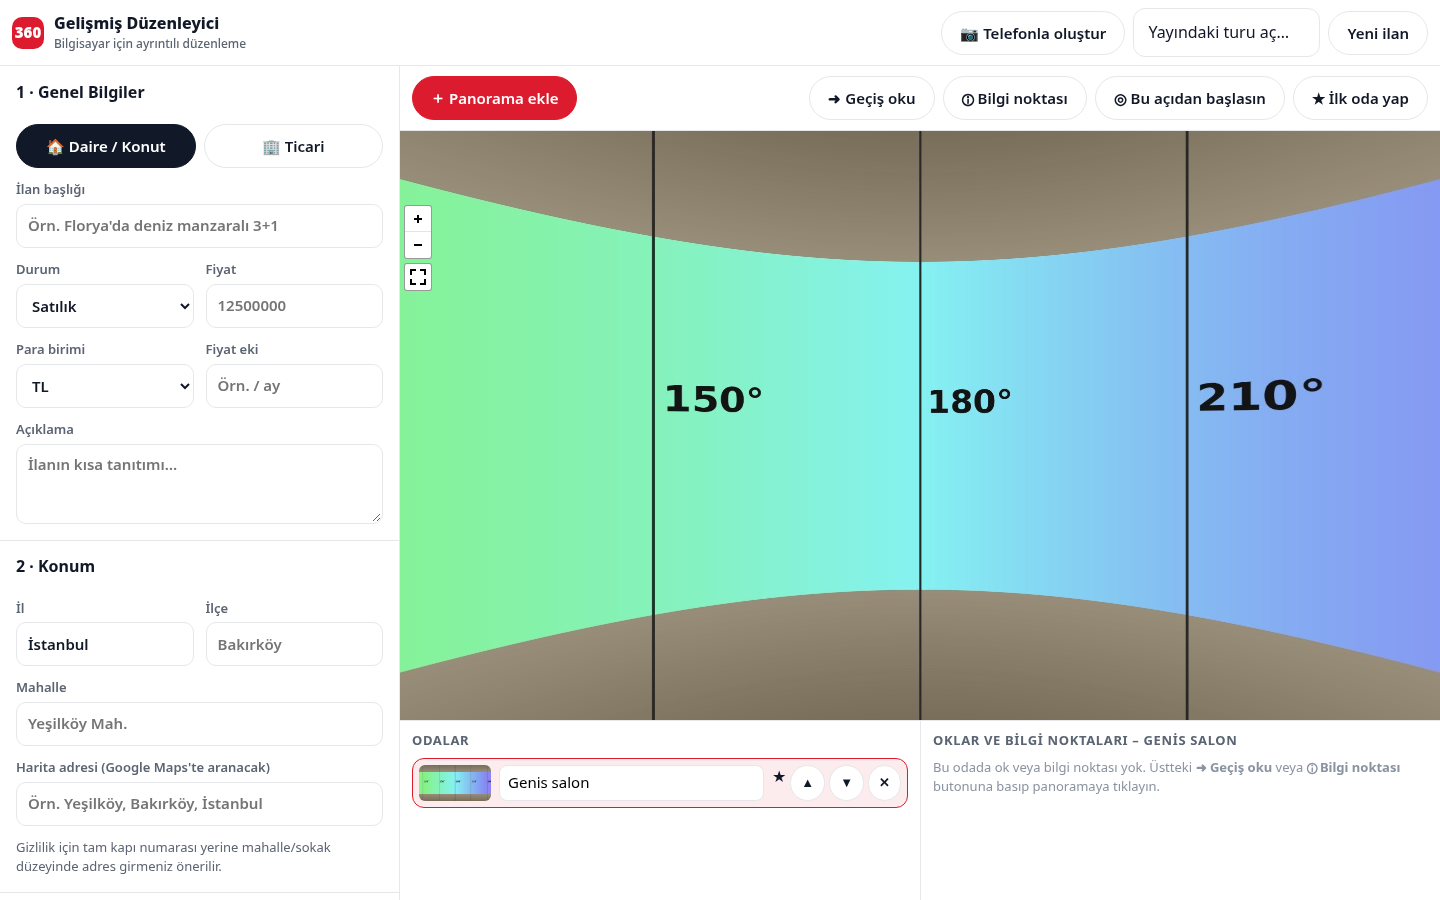 360
Gelişmiş Düzenleyici
Bilgisayar için ayrıntılı düzenleme
📷 Telefonla oluştur
Yayındaki turu aç...
Yeni ilan
1 · Genel Bilgiler
🏠 Daire / Konut
🏢 Ticari
İlan başlığı
Örn. Florya'da deniz manzaralı 3+1
Durum
Fiyat
Satılık
12500000
Para birimi
Fiyat eki
TL
Örn. / ay
Açıklama
İlanın kısa tanıtımı...
2 · Konum
İl
İlçe
İstanbul
Bakırköy
Mahalle
Yeşilköy Mah.
Harita adresi (Google Maps'te aranacak)
Örn. Yeşilköy, Bakırköy, İstanbul
Gizlilik için tam kapı numarası yerine mahalle/sokak
düzeyinde adres girmeniz önerilir.
＋ Panorama ekle
➜ Geçiş oku
ⓘ Bilgi noktası
◎ Bu açıdan başlasın
★ İlk oda yap
+
−
150°
180°
210°
ODALAR
Genis salon
★ ▲ ▼ ✕
OKLAR VE BİLGİ NOKTALARI – GENİS SALON
Bu odada ok veya bilgi noktası yok. Üstteki ➜ Geçiş oku veya ⓘ Bilgi noktası
butonuna basıp panoramaya tıklayın.